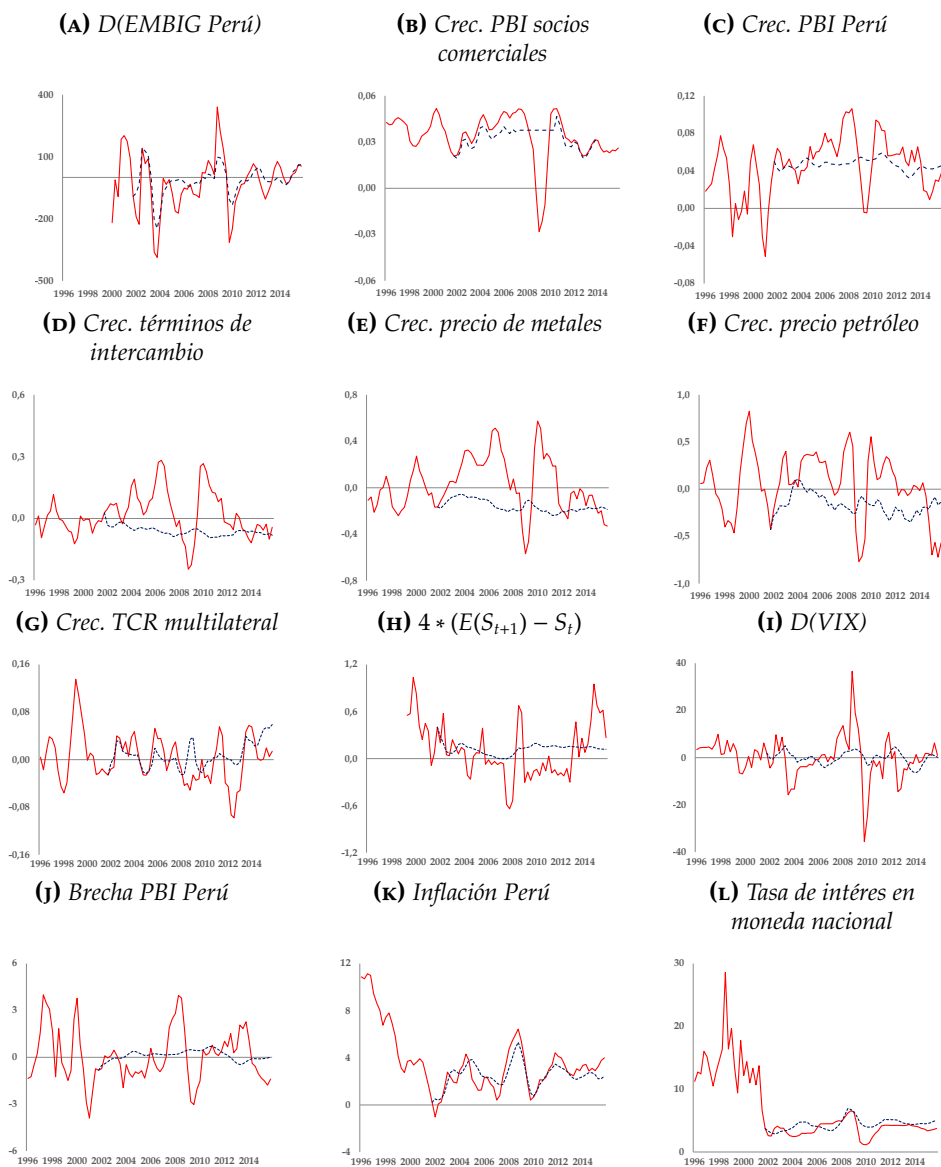 (A) D(EMBIG Perú)
(B) Crec. PBI socios
comerciales
(C) Crec. PBI Perú
400
100
-200
-500
1996 1998 2000 2002 2004 2006 2008 2010 2012 2014
0,06
0,03
0,00
-0,03
-0,06
1996 1998 2000 2002 2004 2006 2008 2010 2012 2014
0,12
0,08
0,04
0,00
-0,04
-0,08
1996 1998 2000 2002 2004 2006 2008 2010 2012 2014
(D) Crec. términos de
intercambio
(E) Crec. precio de metales
(F) Crec. precio petróleo
0,6
0,3
0,0
-0,3
1996 1998 2000 2002 2004 2006 2008 2010 2012 2014
0,8
0,4
0,0
-0,4
-0,8
1996 1998 2000 2002 2004 2006 2008 2010 2012 2014
1,0
0,5
0,0
-0,5
-1,0
1996 1998 2000 2002 2004 2006 2008 2010 2012 2014
(G) Crec. TCR multilateral
(H) 4 ∗ (E(S_{t+1}) − S_t)
(I) D(VIX)
0,16
0,08
0,00
-0,08
-0,16
1996 1998 2000 2002 2004 2006 2008 2010 2012 2014
1,2
0,6
0,0
-0,6
-1,2
1996 1998 2000 2002 2004 2006 2008 2010 2012 2014
40
20
0
-20
-40
1996 1998 2000 2002 2004 2006 2008 2010 2012 2014
(J) Brecha PBI Perú
(K) Inflación Perú
(L) Tasa de intéres en
moneda nacional
6
3
0
-3
-6
1996 1998 2000 2002 2004 2006 2008 2010 2012 2014
12
8
4
0
-4
1996 1998 2000 2002 2004 2006 2008 2010 2012 2014
30
20
10
0
1996 1998 2000 2002 2004 2006 2008 2010 2012 2014